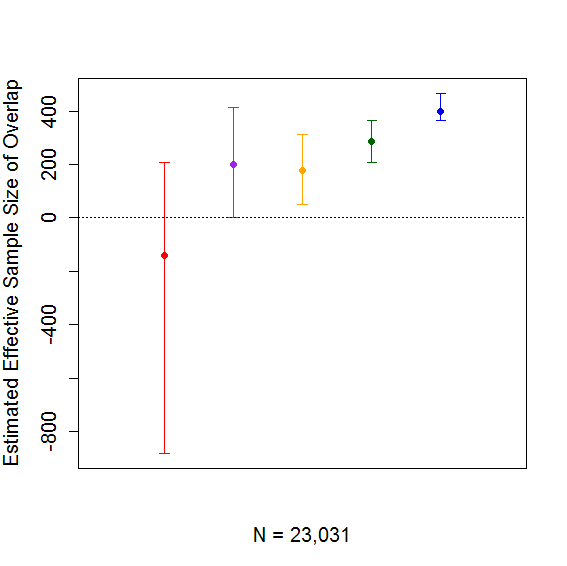 Estimated Effective Sample Size of Overlap
400
200
0
-400
-800
N = 23,031